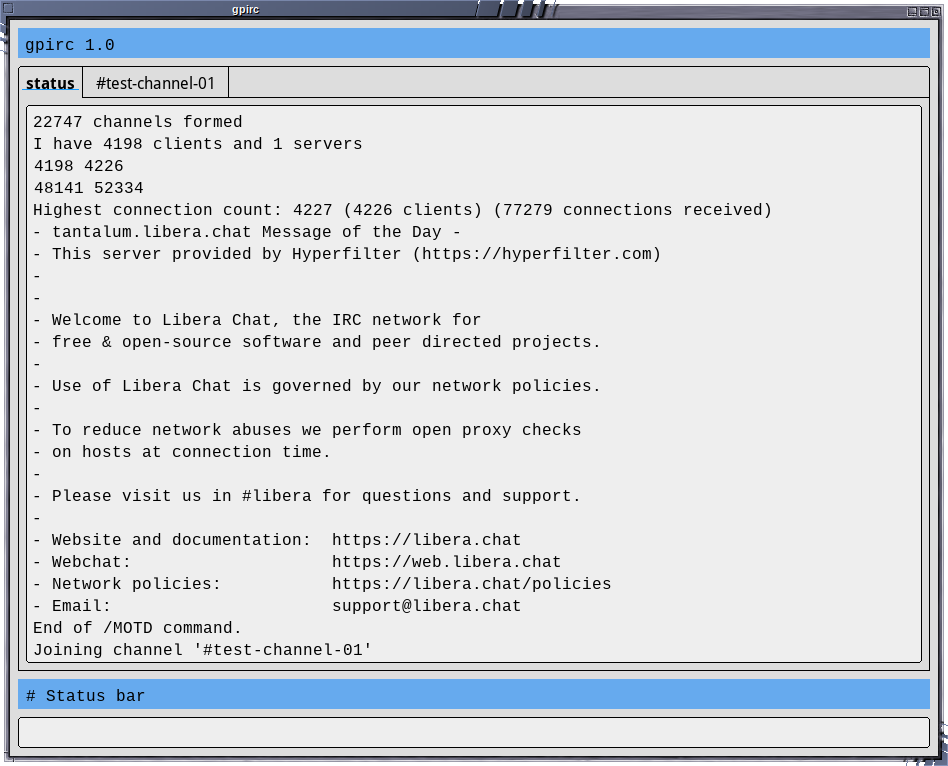 gpirc
gpirc 1.0
status #test-channel-01
22747 channels formed
I have 4198 clients and 1 servers
4198 4226
48141 52334
Highest connection count: 4227 (4226 clients) (77279 connections received)
- tantalum.libera.chat Message of the Day -
- This server provided by Hyperfilter (https://hyperfilter.com)
-
-
- Welcome to Libera Chat, the IRC network for
- free & open-source software and peer directed projects.
-
- Use of Libera Chat is governed by our network policies.
-
- To reduce network abuses we perform open proxy checks
- on hosts at connection time.
-
- Please visit us in #libera for questions and support.
-
- Website and documentation:  https://libera.chat
- Webchat:                    https://web.libera.chat
- Network policies:           https://libera.chat/policies
- Email:                      support@libera.chat
End of /MOTD command.
Joining channel '#test-channel-01'
# Status bar